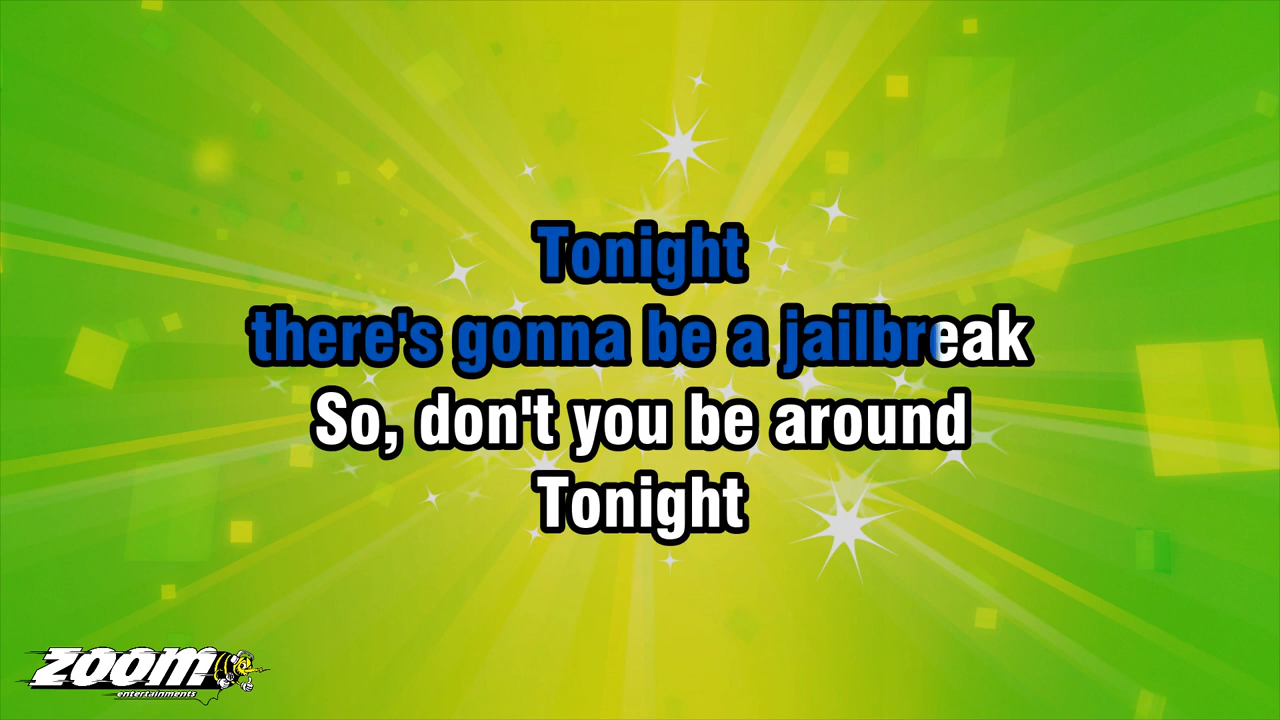 Tonight
there's gonna be a jailbreak
So, don't you be around
Tonight
zoom
entertainments